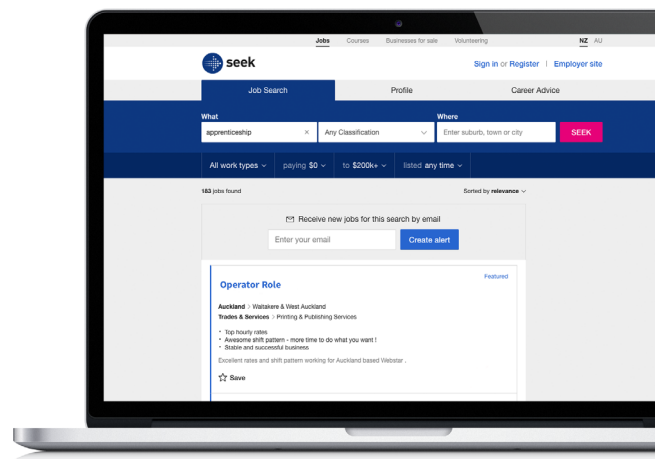 Jobs Courses Businesses for sale Volunteering NZ AU
seek Sign in or Register | Employer site
Job Search Profile Career Advice
What Where
apprenticeship × Any Classification Enter suburb, town or city SEEK
All work types paying $0 to $200k+ listed any time
183 jobs found Sorted by relevance
Receive new jobs for this search by email
Enter your email Create alert
Featured
Operator Role
Auckland > Waitakere & West Auckland
Trades & Services > Printing & Publishing Services
• Top hourly rates
• Awesome shift pattern - more time to do what you want !
• Stable and successful business
Excellent rates and shift pattern working for Auckland based Webstar .
Save